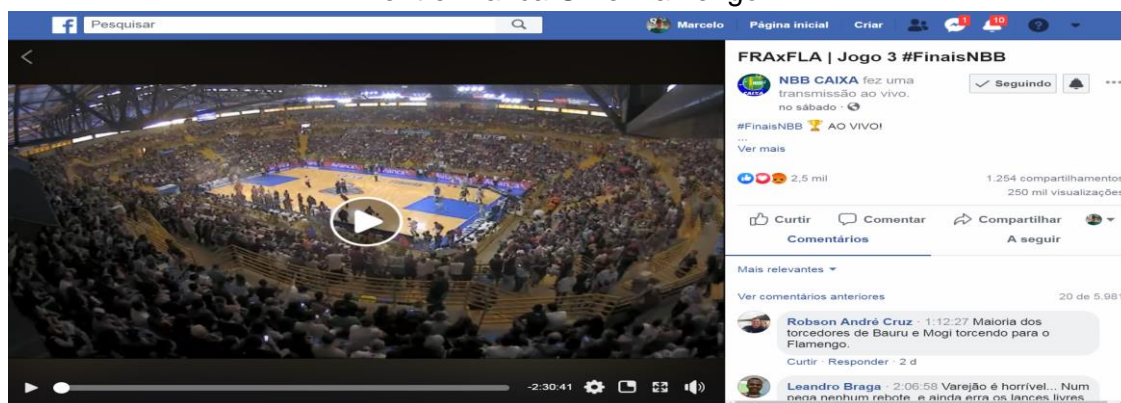 Pesquisar
Marcelo
Página inicial
Criar
10
FRAxFLA | Jogo 3 #FinaisNBB
NBB CAIXA fez uma
transmissão ao vivo.
no sábado ·
Seguindo
#FinaisNBB 🏆 AO VIVO!
...
Ver mais
2,5 mil
1.254 compartilhamentos
250 mil visualizações
Curtir
Comentar
Compartilhar
Comentários
A seguir
Mais relevantes
Ver comentários anteriores
20 de 5.981
Robson André Cruz · 1:12:27 Maioria dos
torcedores de Bauru e Mogi torcendo para o
Flamengo.
Curtir · Responder · 2 d
Leandro Braga · 2:06:58 Varejão é horrível... Num
pega nenhum rebote, e ainda erra os lances livres
-2:30:41